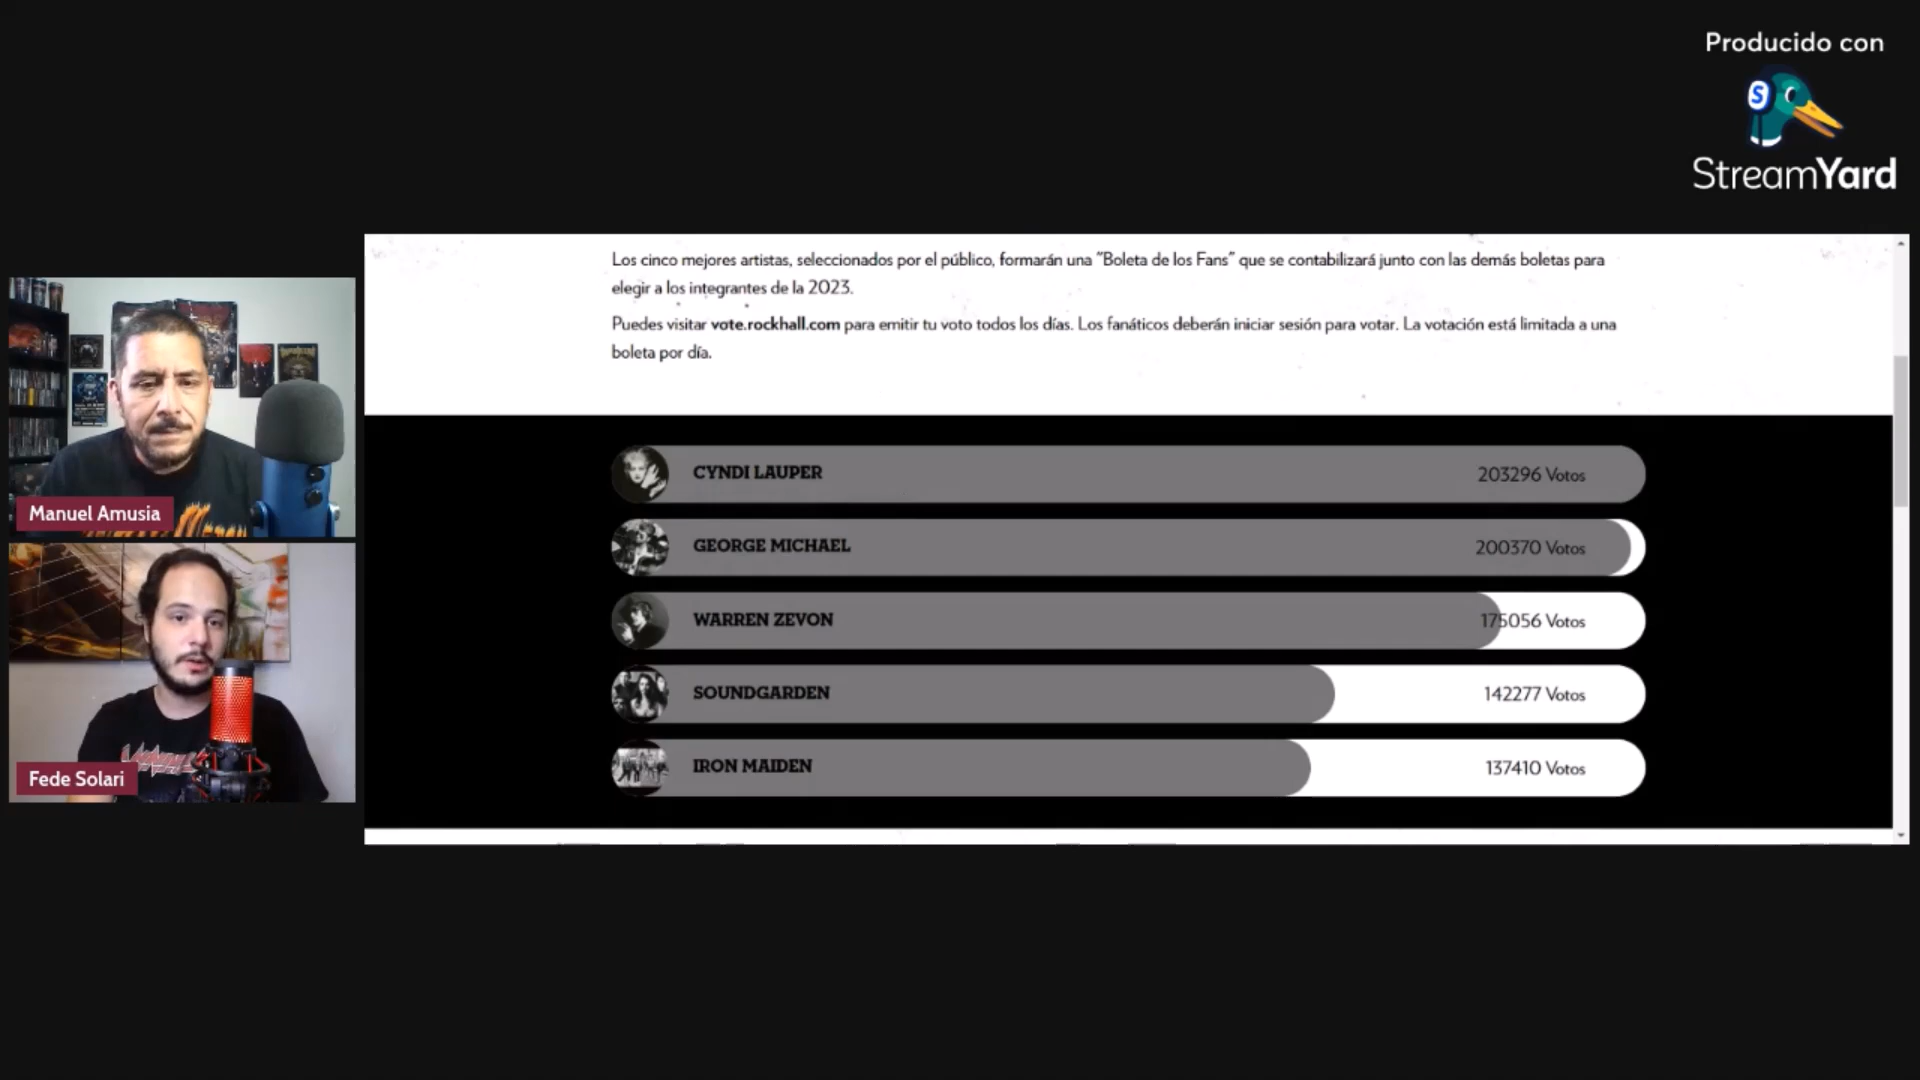 Producido con
S
StreamYard
Los cinco mejores artistas, seleccionados por el público, formarán una "Boleta de los Fans" que se contabilizará junto con las demás boletas para
elegir a los integrantes de la 2023.
Puedes visitar vote.rockhall.com para emitir tu voto todos los días. Los fanáticos deberán iniciar sesión para votar. La votación está limitada a una
boleta por día.
CYNDI LAUPER 203296 Votos
GEORGE MICHAEL 200370 Votos
WARREN ZEVON 175056 Votos
SOUNDGARDEN 142277 Votos
IRON MAIDEN 137410 Votos
Manuel Amusia
Fede Solari